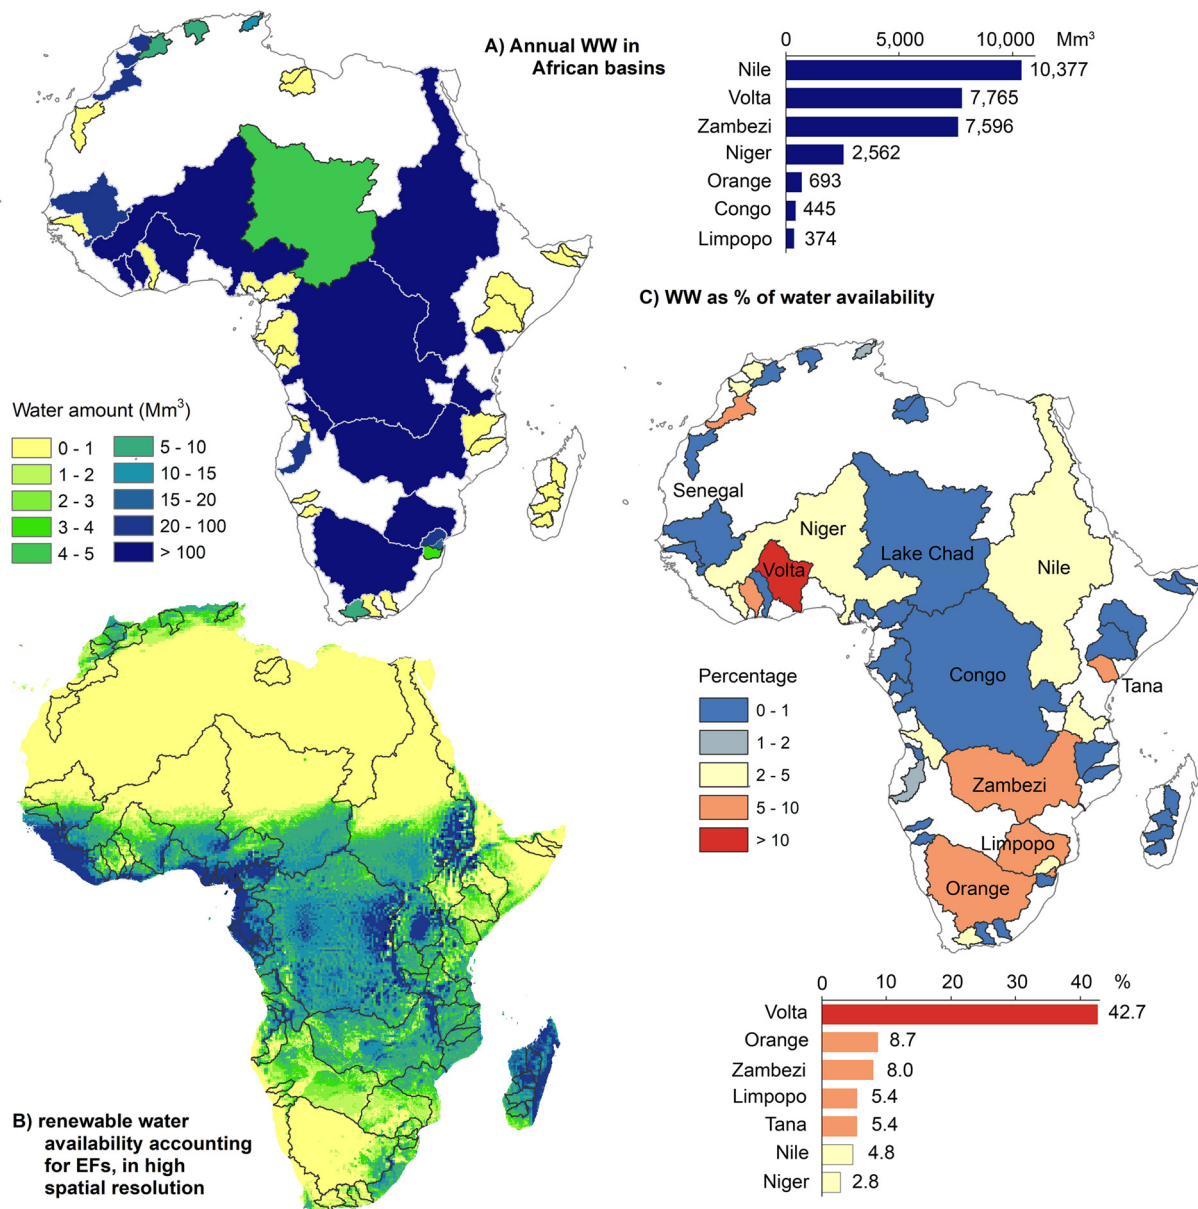 A) Annual WW in
African basins
0 5,000 10,000 Mm³
Nile 10,377
Volta 7,765
Zambezi 7,596
Niger 2,562
Orange 693
Congo 445
Limpopo 374
Water amount (Mm³)
0 - 1 5 - 10
1 - 2 10 - 15
2 - 3 15 - 20
3 - 4 20 - 100
4 - 5 > 100
C) WW as % of water availability
Senegal
Niger
Lake Chad
Volta
Nile
Congo
Tana
Zambezi
Limpopo
Orange
Percentage
0 - 1
1 - 2
2 - 5
5 - 10
> 10
B) renewable water
availability accounting
for EFs, in high
spatial resolution
0 10 20 30 40 %
Volta 42.7
Orange 8.7
Zambezi 8.0
Limpopo 5.4
Tana 5.4
Nile 4.8
Niger 2.8